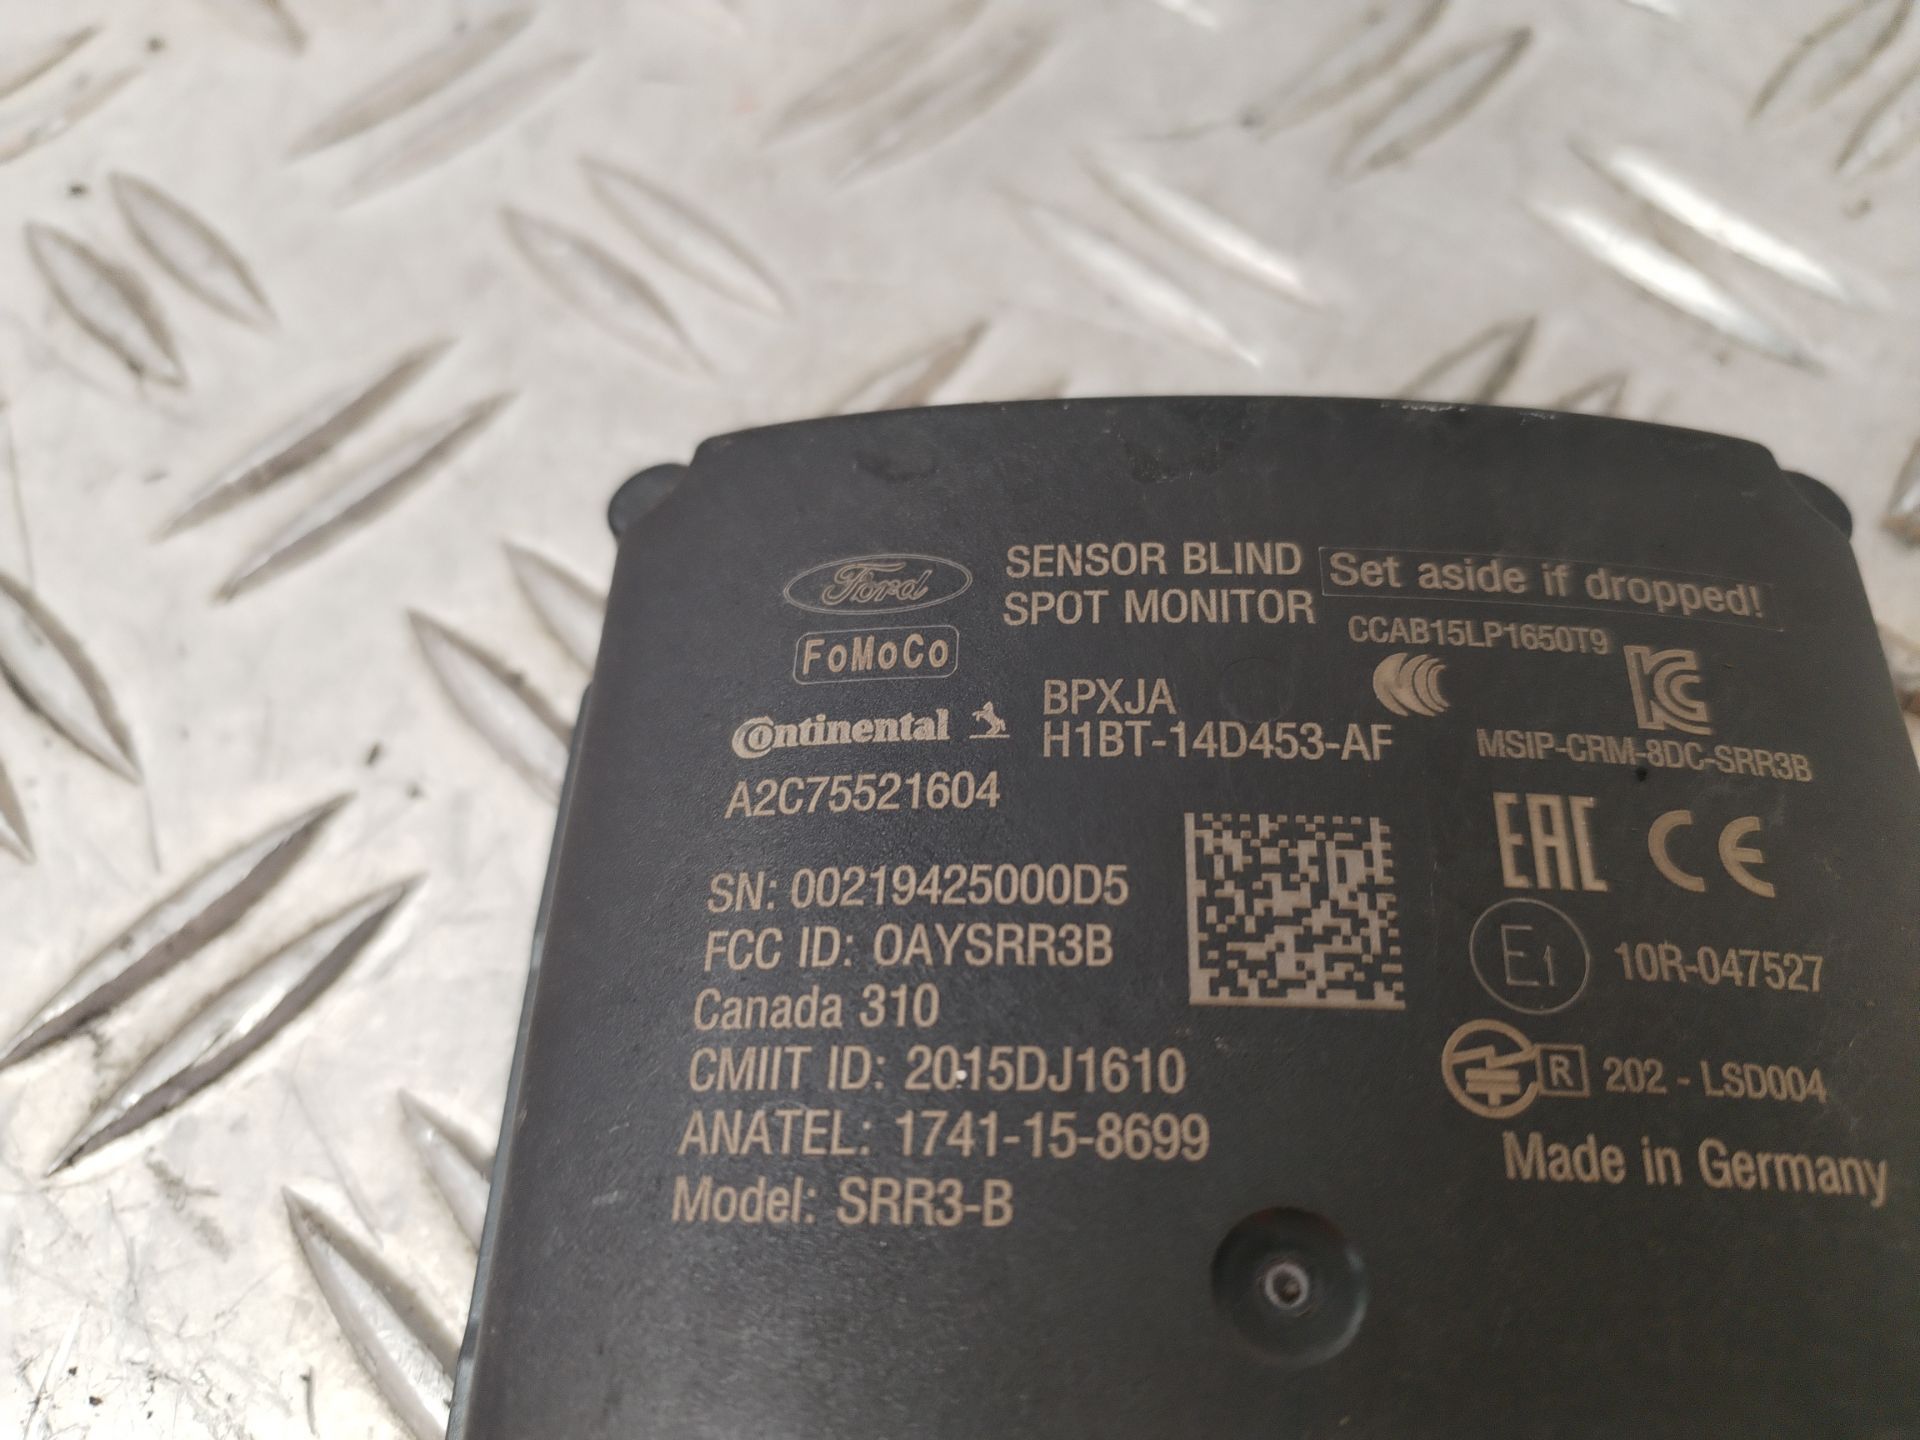 Ford
FoMoCo
SENSOR BLIND
SPOT MONITOR
Set aside if dropped!
CCAB15LP1650T9
Continental
A2C75521604
BPXJA
H1BT-14D453-AF
MSIP-CRM-8DC-SRR3B
EAC CE
SN: 00219425000D5
FCC ID: OAYSRR3B
Canada 310
CMIIT ID: 2015DJ1610
ANATEL: 1741-15-8699
Model: SRR3-B
E1 10R-047527
R 202 - LSD004
Made in Germany